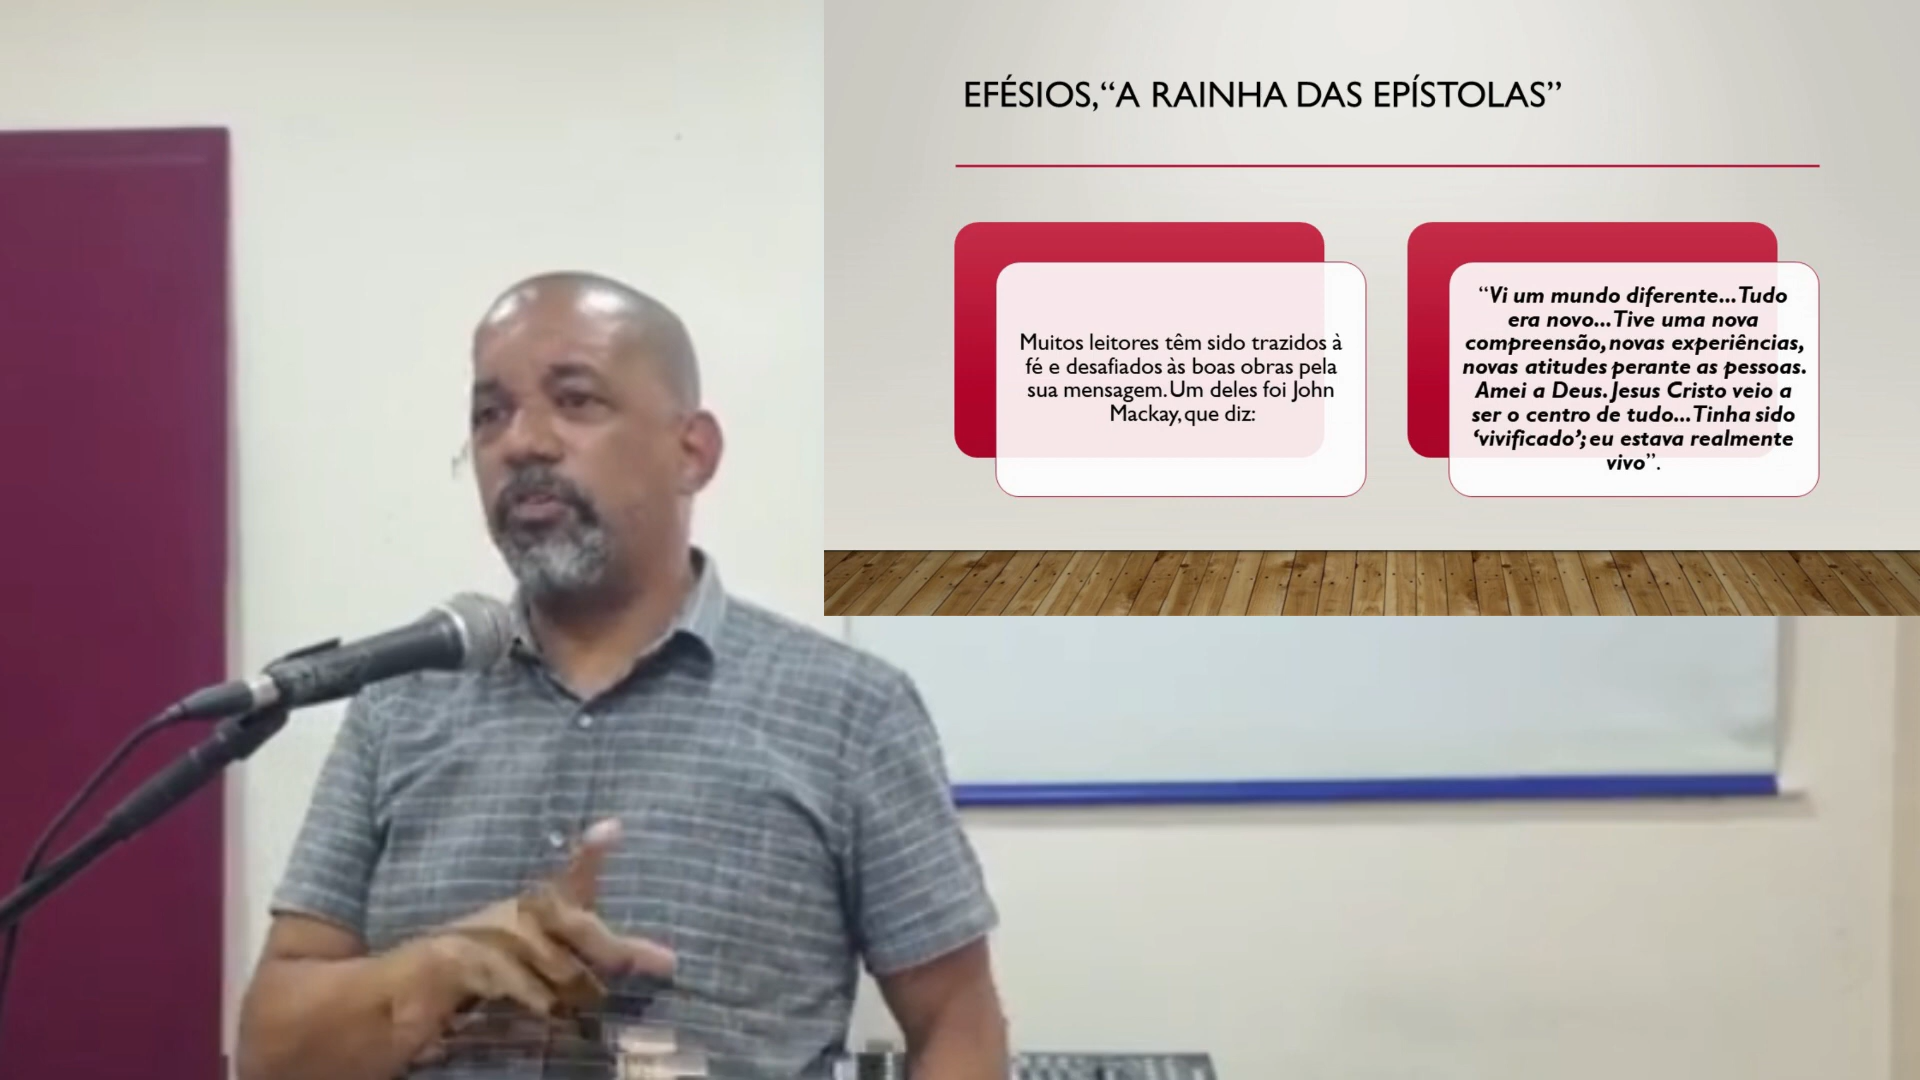 EFÉSIOS, “A RAINHA DAS EPÍSTOLAS”
Muitos leitores têm sido trazidos à
fé e desafiados às boas obras pela
sua mensagem. Um deles foi John
Mackay, que diz:
“Vi um mundo diferente... Tudo
era novo... Tive uma nova
compreensão, novas experiências,
novas atitudes perante as pessoas.
Amei a Deus. Jesus Cristo veio a
ser o centro de tudo... Tinha sido
‘vivificado’; eu estava realmente
vivo”.